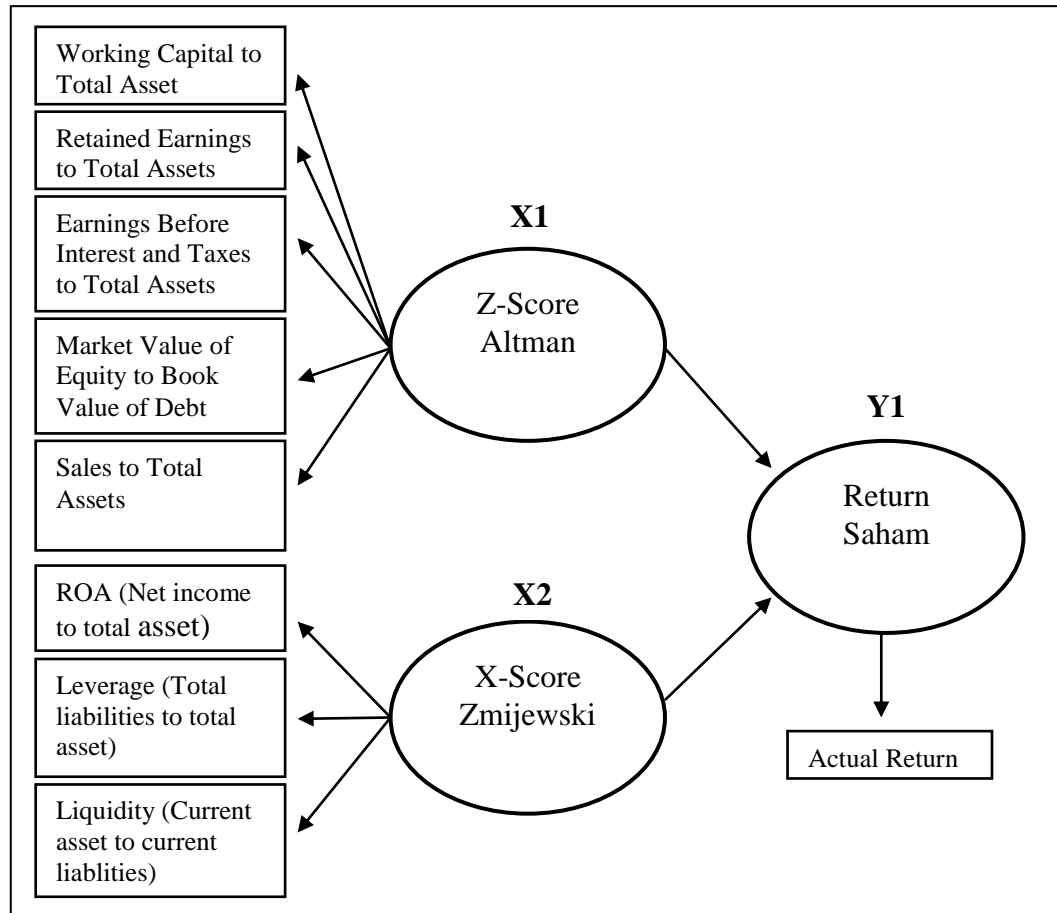 Working Capital to
Total Asset
Retained Earnings
to Total Assets
Earnings Before
Interest and Taxes
to Total Assets
Market Value of
Equity to Book
Value of Debt
Sales to Total
Assets
ROA (Net income
to total asset)
Leverage (Total
liabilities to total
asset)
Liquidity (Current
asset to current
liablities)
X1
Z-Score
Altman
X2
X-Score
Zmijewski
Y1
Return
Saham
Actual Return